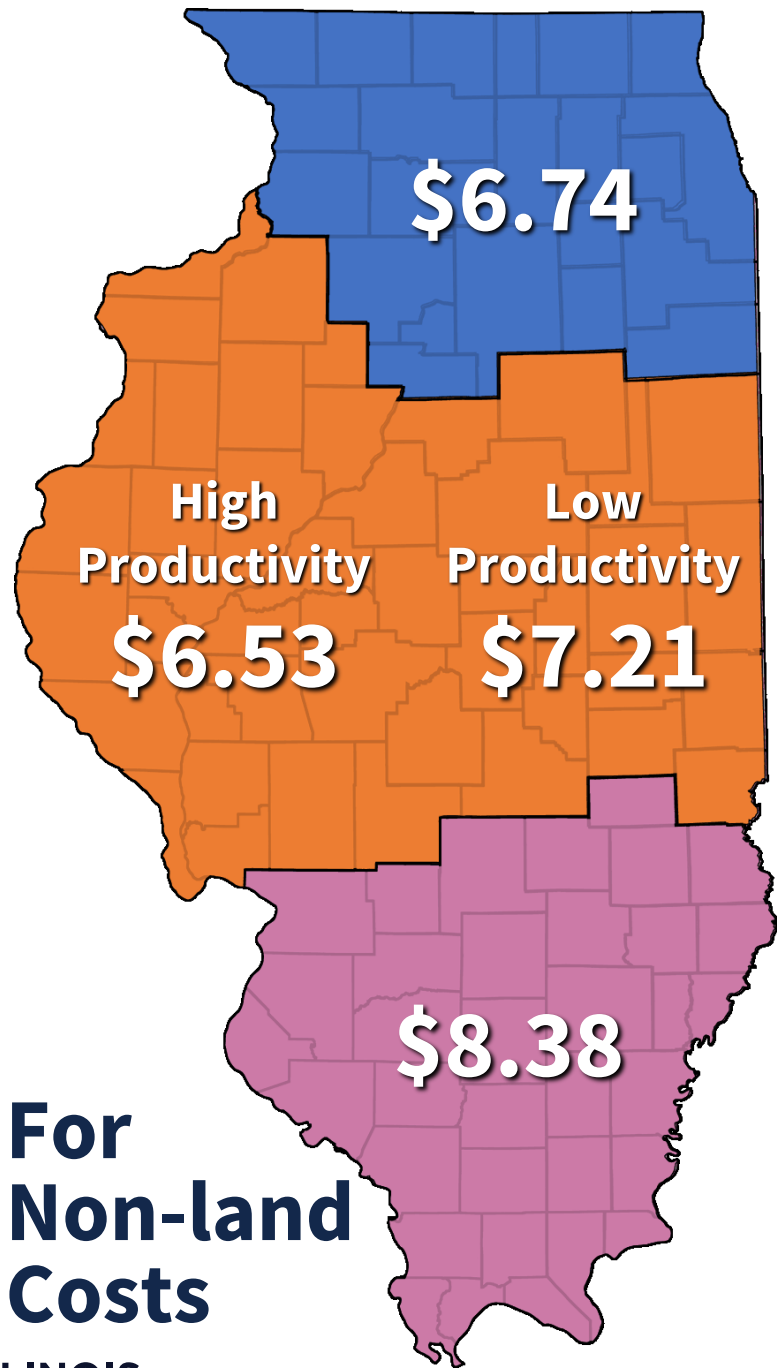 $6.74
High
Productivity
$6.53
Low
Productivity
$7.21
$8.38
For
Non-land
Costs